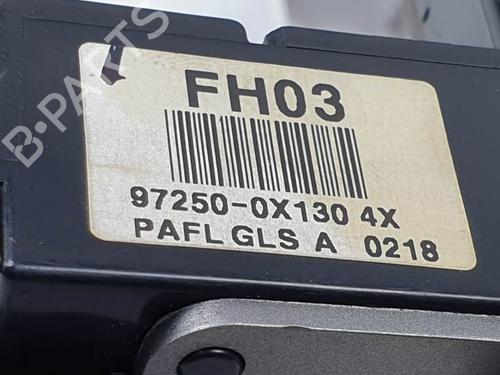 B-PARTS
FH03
97250-0X130 4X
PAFL GLS A 0218